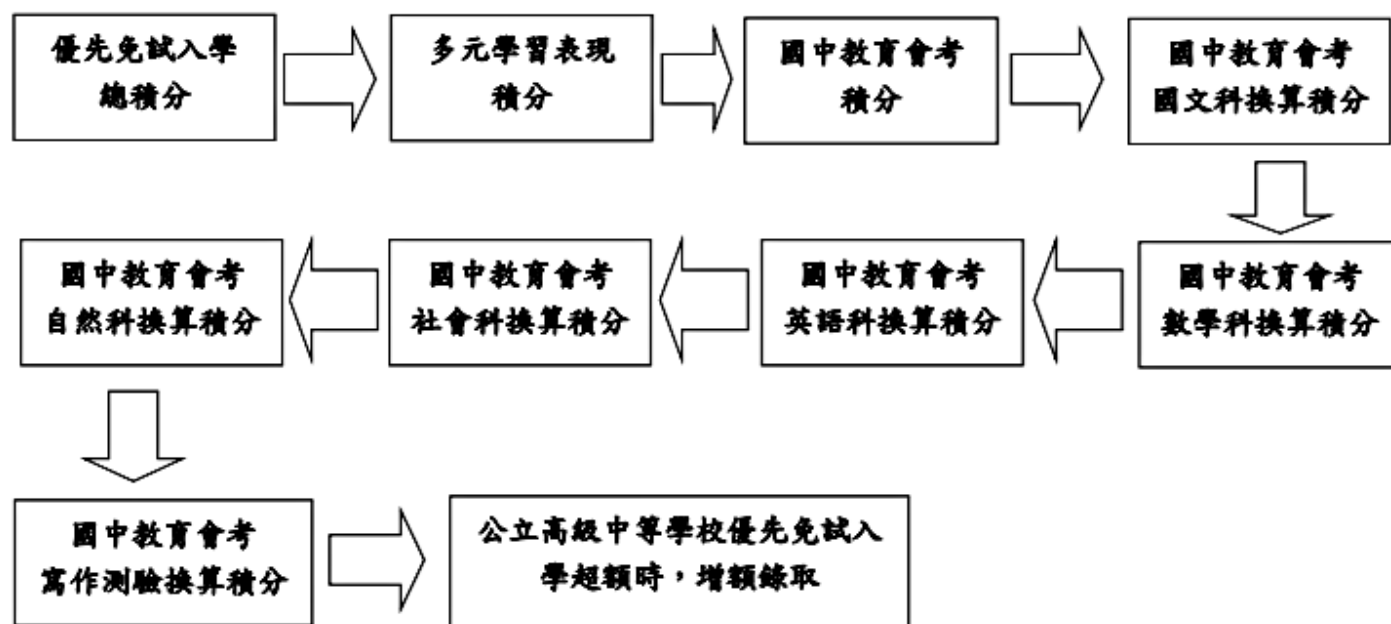 優先免試入學
總積分
多元學習表現
積分
國中教育會考
積分
國中教育會考
國文科換算積分
國中教育會考
數學科換算積分
國中教育會考
英語科換算積分
國中教育會考
社會科換算積分
國中教育會考
自然科換算積分
國中教育會考
寫作測驗換算積分
公立高級中等學校優先免試入
學超額時，增額錄取